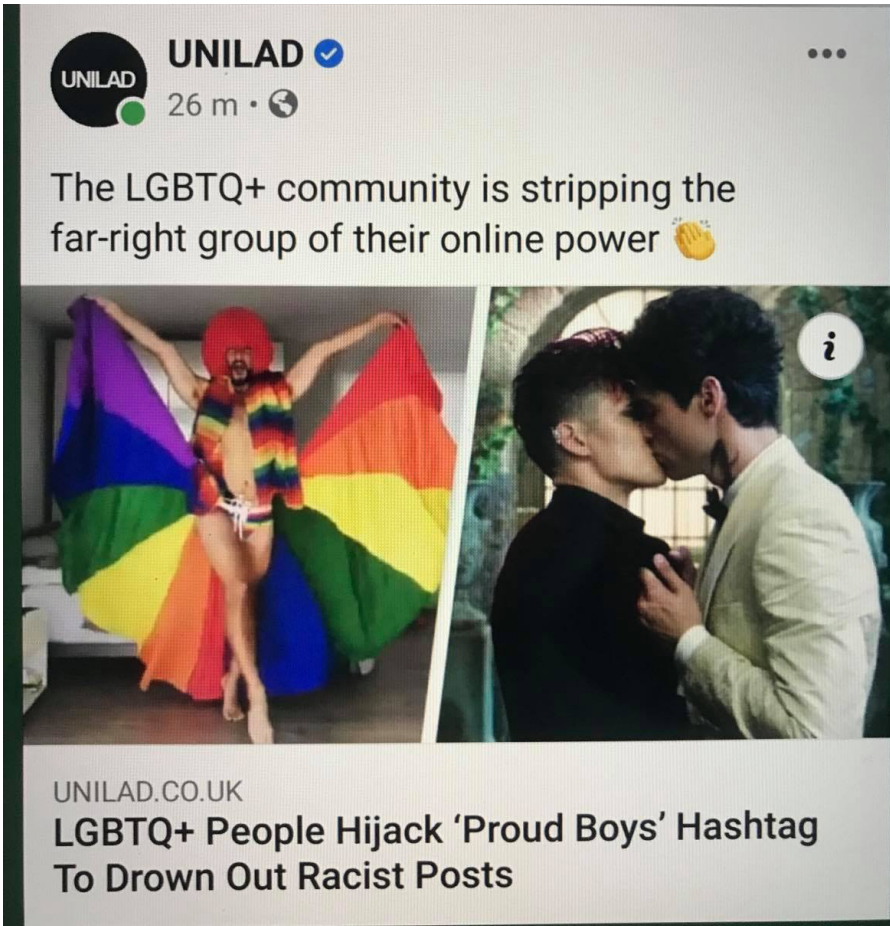 UNILAD
UNILAD
26 m ·
The LGBTQ+ community is stripping the
far-right group of their online power 👏
i
UNILAD.CO.UK
LGBTQ+ People Hijack ‘Proud Boys’ Hashtag
To Drown Out Racist Posts